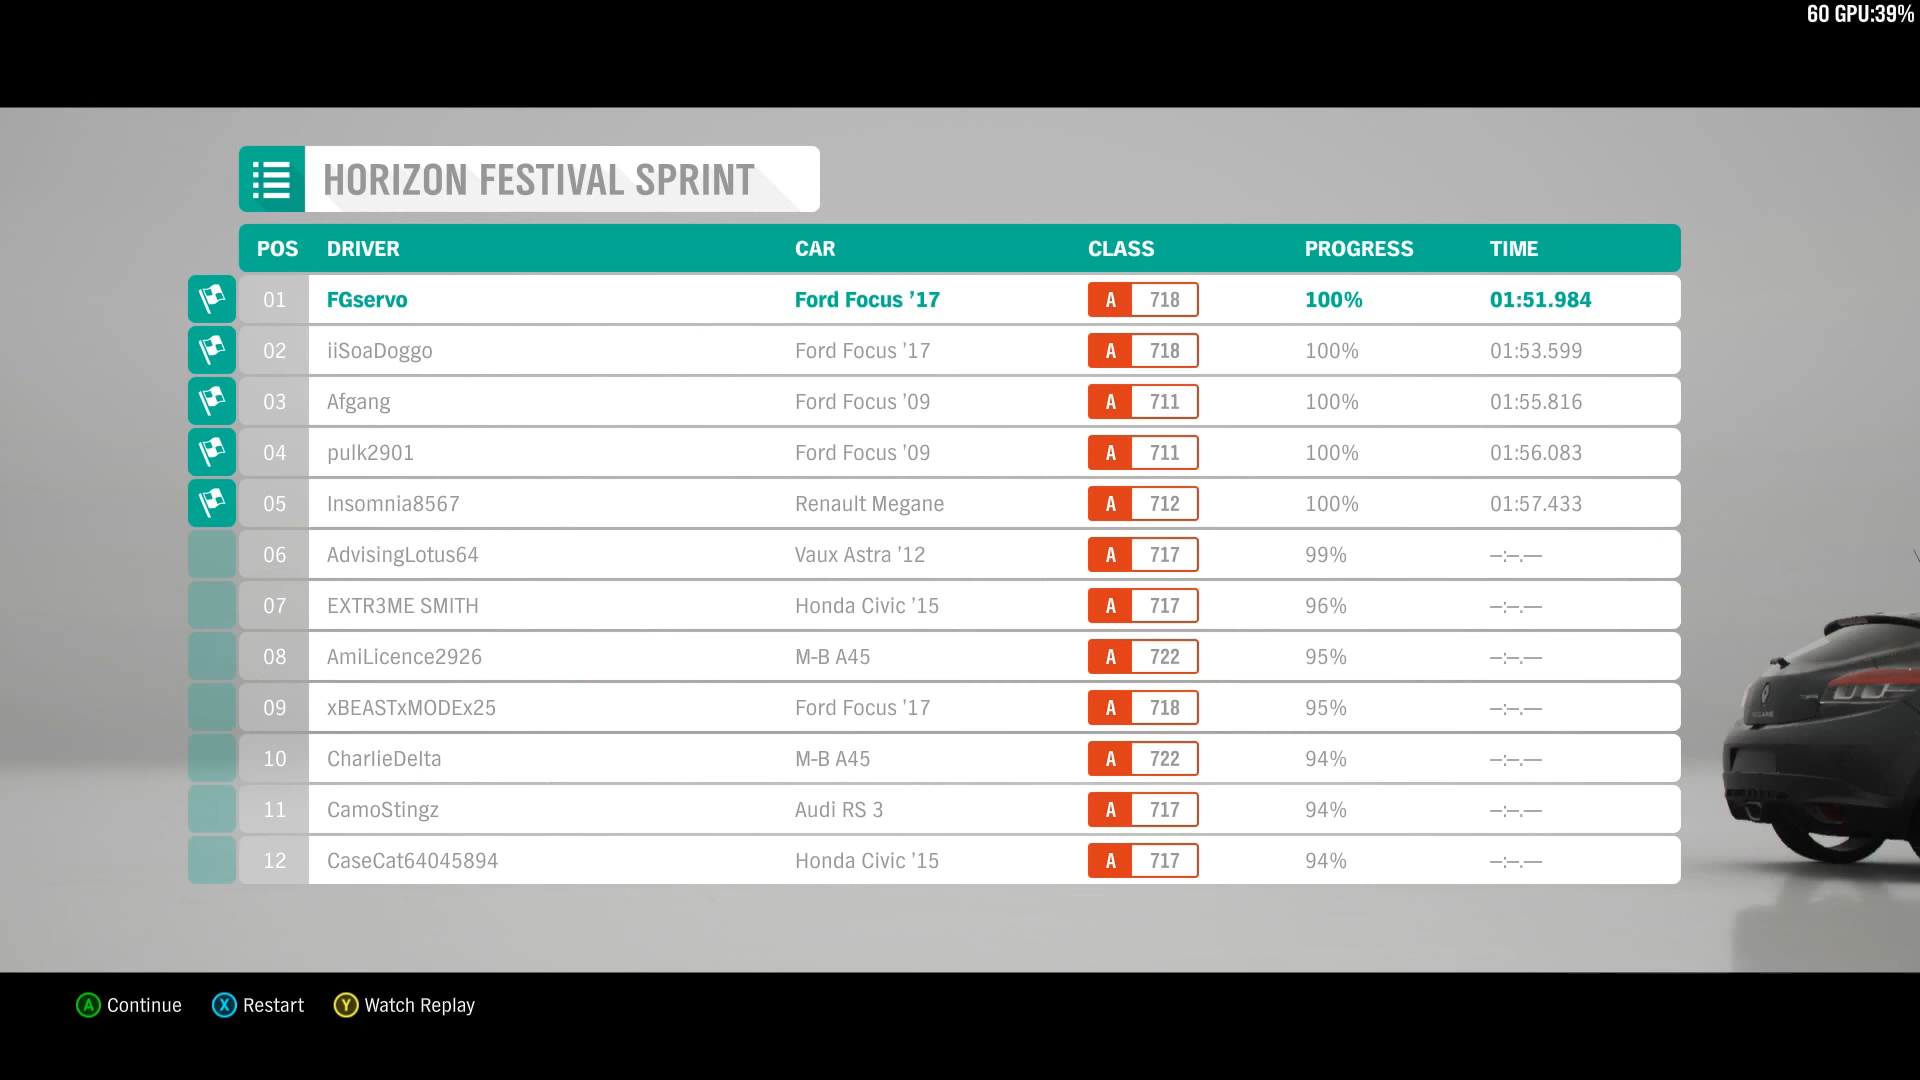 60 GPU:39%
HORIZON FESTIVAL SPRINT
POS DRIVER CAR CLASS PROGRESS TIME
01 FGservo Ford Focus ’17 A 718 100% 01:51.984
02 iiSoaDoggo Ford Focus ’17 A 718 100% 01:53.599
03 Afgang Ford Focus ’09 A 711 100% 01:55.816
04 pulk2901 Ford Focus ’09 A 711 100% 01:56.083
05 Insomnia8567 Renault Megane A 712 100% 01:57.433
06 AdvisingLotus64 Vaux Astra ’12 A 717 99% –:–.––
07 EXTR3ME SMITH Honda Civic ’15 A 717 96% –:–.––
08 AmiLicence2926 M-B A45 A 722 95% –:–.––
09 xBEASTxMODEx25 Ford Focus ’17 A 718 95% –:–.––
10 CharlieDelta M-B A45 A 722 94% –:–.––
11 CamoStingz Audi RS 3 A 717 94% –:–.––
12 CaseCat64045894 Honda Civic ’15 A 717 94% –:–.––
A Continue X Restart Y Watch Replay